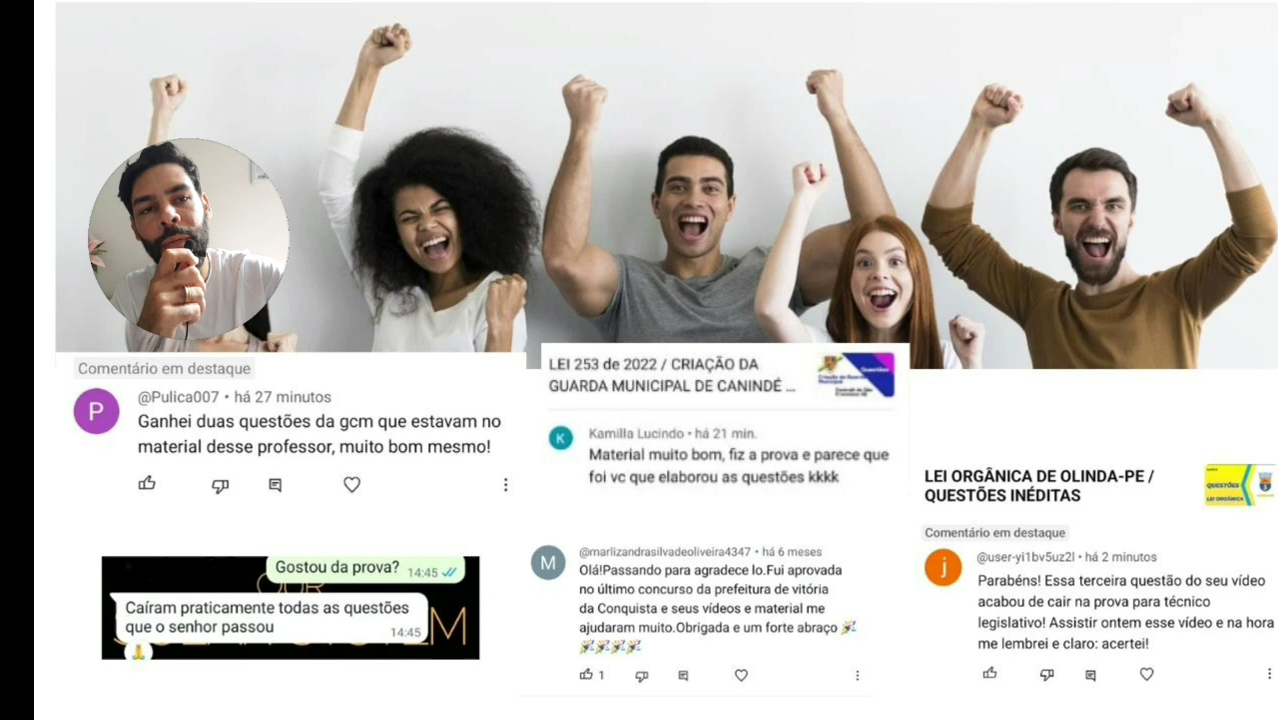 Comentário em destaque
P
@Pulica007 • há 27 minutos
Ganhei duas questões da gcm que estavam no
material desse professor, muito bom mesmo!
Gostou da prova? 14:45
Caíram praticamente todas as questões
que o senhor passou 14:45
LEI 253 de 2022 / CRIAÇÃO DA
GUARDA MUNICIPAL DE CANINDÉ ...
Questões
K
Kamilla Lucindo • há 21 min.
Material muito bom, fiz a prova e parece que
foi vc que elaborou as questões kkkk
M
@marlizandrasilvadeoliveira4347 • há 6 meses
Olá!Passando para agradece lo.Fui aprovada
no último concurso da prefeitura de vitória
da Conquista e seus vídeos e material me
ajudaram muito.Obrigada e um forte abraço 🎉
🎉🎉🎉🎉
1
LEI ORGÂNICA DE OLINDA-PE /
QUESTÕES INÉDITAS
QUESTÕES
LEI ORGÂNICA
Comentário em destaque
j
@user-yi1bv5uz2l • há 2 minutos
Parabéns! Essa terceira questão do seu vídeo
acabou de cair na prova para técnico
legislativo! Assistir ontem esse vídeo e na hora
me lembrei e claro: acertei!